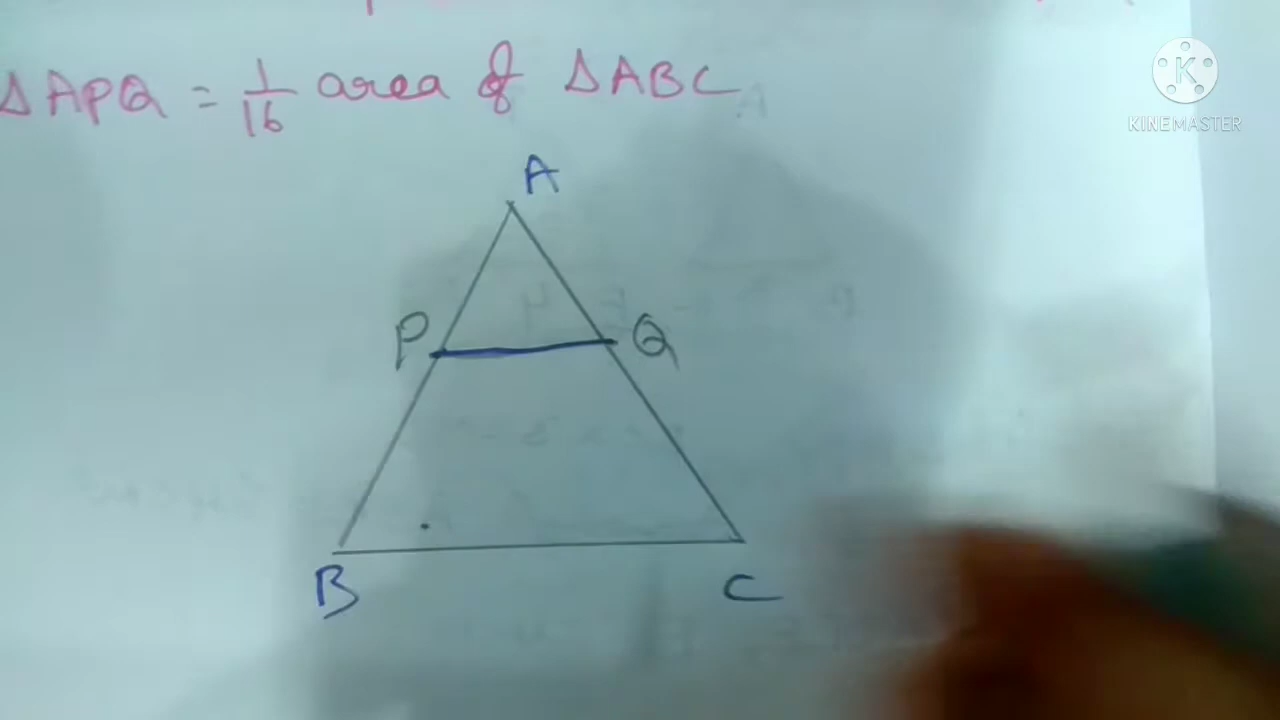 ΔAPQ = 1/16 area of ΔABC
K
KINEMASTER
A
P
Q
B
C